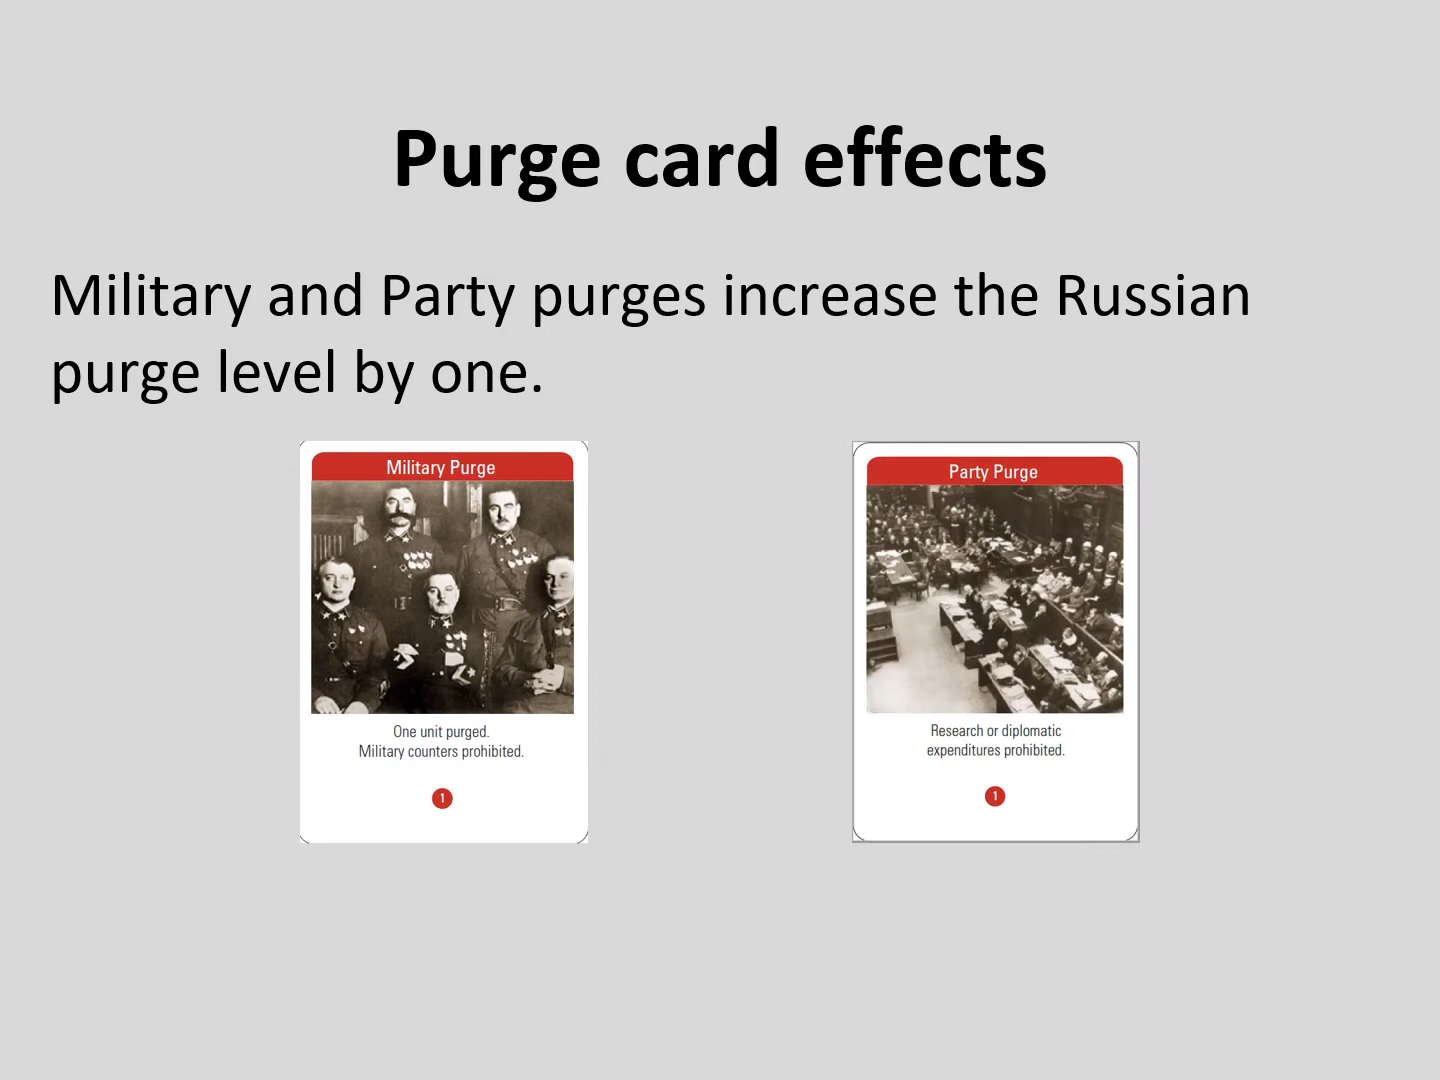 Purge card effects
Military and Party purges increase the Russian
purge level by one.
Military Purge
One unit purged.
Military counters prohibited.
1
Party Purge
Research or diplomatic
expenditures prohibited.
1